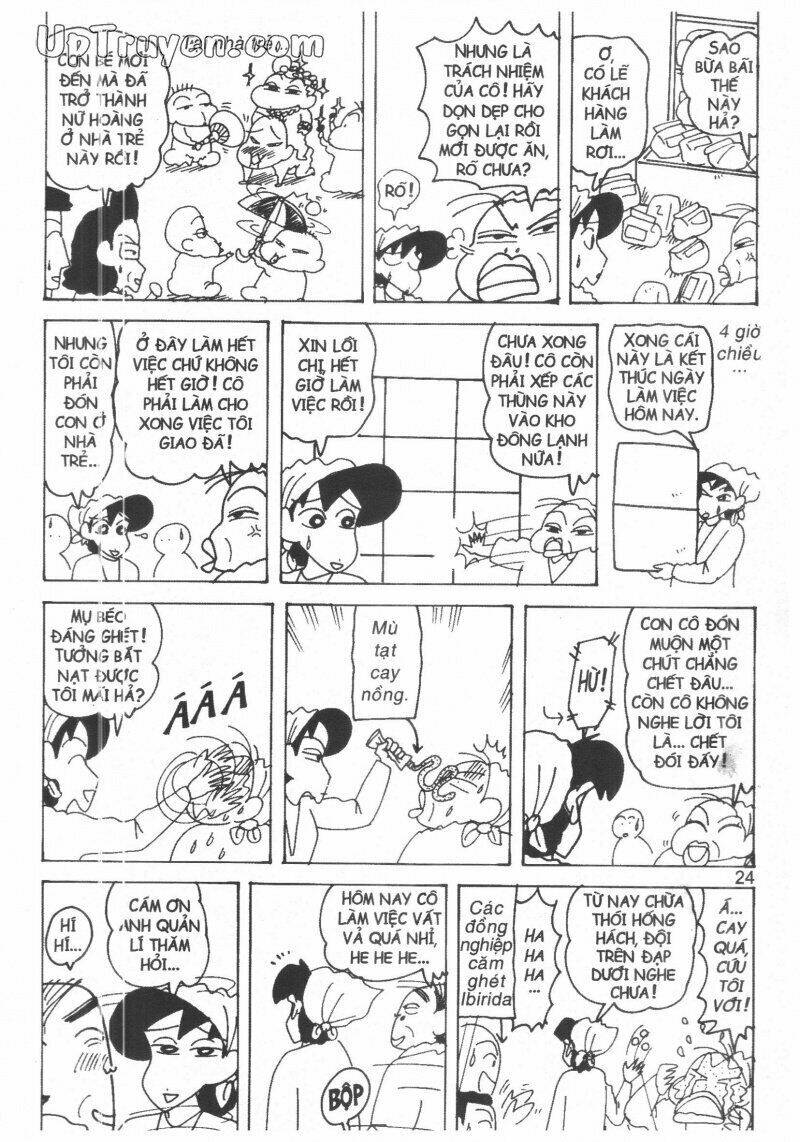 SAO
BỪA BÃI
THẾ
NÀY
HẢ?
Ơ,
CÓ LẼ
KHÁCH
HÀNG
LÀM
RƠI...
NHƯNG LÀ
TRÁCH NHIỆM
CỦA CÔ! HÃY
DỌN DẸP CHO
GỌN LẠI RỒI
MỚI ĐƯỢC ĂN,
RÕ CHƯA?
RÕ!
UpTruyen.com
CON BÉ MỚI
ĐẾN MÀ ĐÃ
TRỞ THÀNH
NỮ HOÀNG
Ở NHÀ TRẺ
NÀY RỒI!
4 giờ
chiều
...
XONG CÁI
NÀY LÀ KẾT
THÚC NGÀY
LÀM VIỆC
HÔM NAY.
CHƯA XONG
ĐÂU! CÔ CÒN
PHẢI XẾP CÁC
THÙNG NÀY
VÀO KHO
ĐÔNG LẠNH
NỮA!
XIN LỖI
CHỊ, HẾT
GIỜ LÀM
VIỆC RỒI!
Ở ĐÂY LÀM HẾT
VIỆC CHỨ KHÔNG
HẾT GIỜ! CÔ
PHẢI LÀM CHO
XONG VIỆC TÔI
GIAO ĐÃ!
NHƯNG
TÔI CÒN
PHẢI
ĐÓN
CON Ở
NHÀ
TRẺ...
CON CÔ ĐÓN
MUỘN MỘT
CHÚT CHẲNG
CHẾT ĐÂU...
CÒN CÔ KHÔNG
NGHE LỜI TÔI
LÀ... CHẾT
ĐÓI ĐẤY!
HỪ!
Mù
tạt
cay
nồng.
MỤ BÉO
ĐÁNG GHÉT!
TƯỞNG BẮT
NẠT ĐƯỢC
TÔI MÃI HẢ?
Á Á Á
24
Á...
CAY
QUÁ,
CỨU
TÔI
VỚI!
TỪ NAY CHỪA
THÓI HỐNG
HÁCH, ĐỘI
TRÊN ĐẠP
DƯỚI NGHE
CHƯA!
HA
HA
HA
...
Các
đồng
nghiệp
căm
ghét
Ibirida
HÔM NAY CÔ
LÀM VIỆC VẤT
VẢ QUÁ NHỈ,
HE HE HE...
BỘP
CÁM ƠN
ANH QUẢN
LÍ THĂM
HỎI...
HÍ
HÍ...